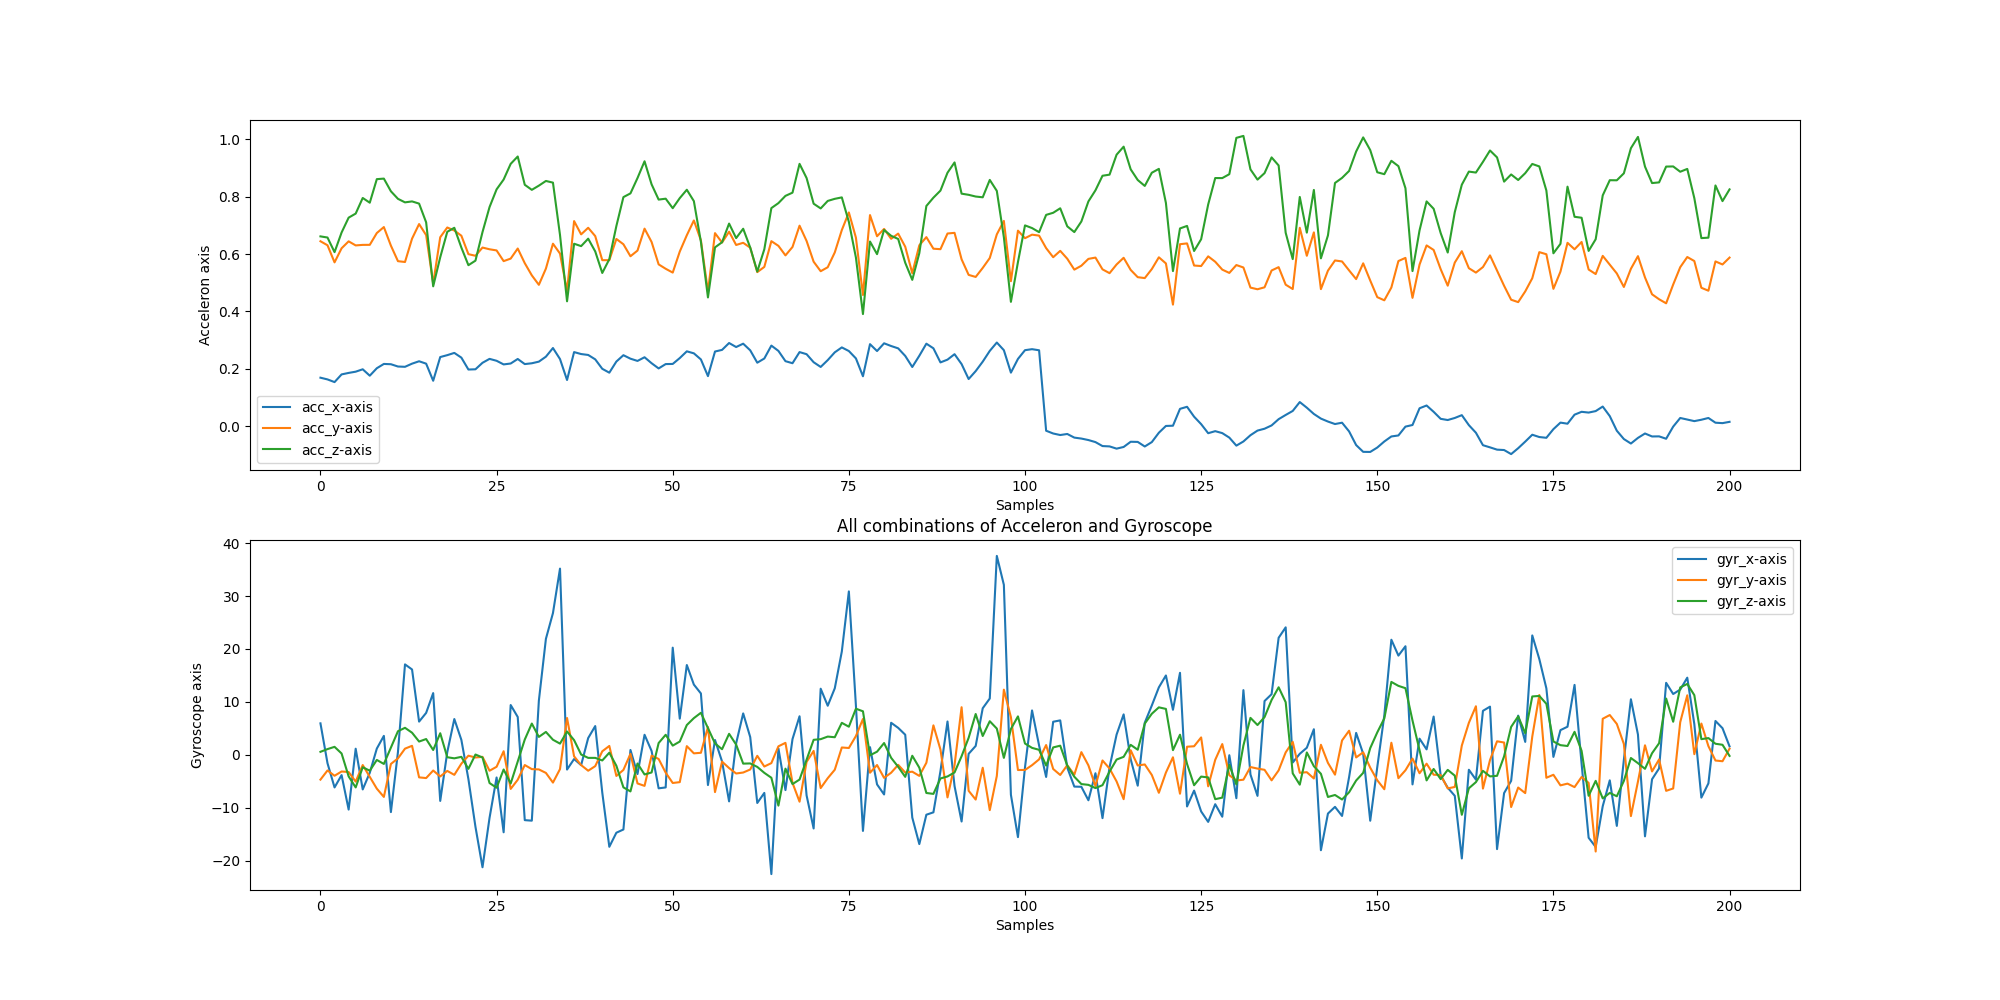 1.0
0.8
0.6
0.4
0.2
0.0
Acceleron axis
acc_x-axis
acc_y-axis
acc_z-axis
0 25 50 75 100 125 150 175 200
Samples
All combinations of Acceleron and Gyroscope
40
30
20
10
0
−10
−20
Gyroscope axis
gyr_x-axis
gyr_y-axis
gyr_z-axis
0 25 50 75 100 125 150 175 200
Samples